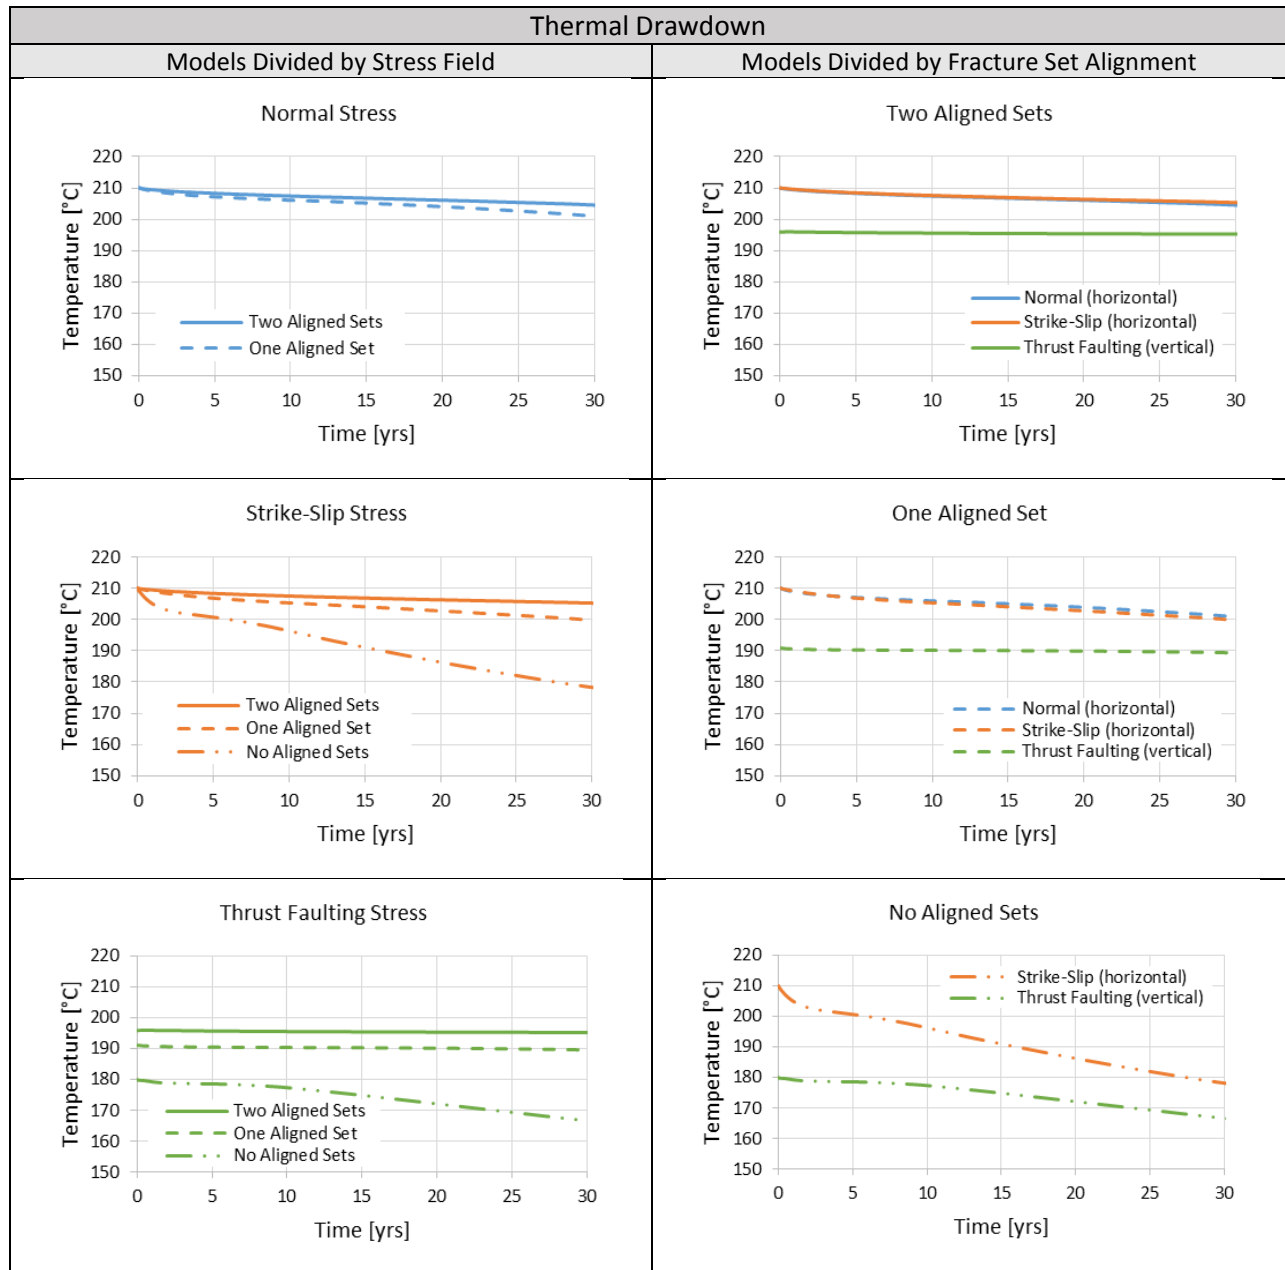 Thermal Drawdown
Models Divided by Stress Field
Models Divided by Fracture Set Alignment
Normal Stress
Temperature [°C]
220
210
200
190
180
170
160
150
Two Aligned Sets
One Aligned Set
0 5 10 15 20 25 30
Time [yrs]
Two Aligned Sets
Temperature [°C]
220
210
200
190
180
170
160
150
Normal (horizontal)
Strike-Slip (horizontal)
Thrust Faulting (vertical)
0 5 10 15 20 25 30
Time [yrs]
Strike-Slip Stress
Temperature [°C]
220
210
200
190
180
170
160
150
Two Aligned Sets
One Aligned Set
No Aligned Sets
0 5 10 15 20 25 30
Time [yrs]
One Aligned Set
Temperature [°C]
220
210
200
190
180
170
160
150
Normal (horizontal)
Strike-Slip (horizontal)
Thrust Faulting (vertical)
0 5 10 15 20 25 30
Time [yrs]
Thrust Faulting Stress
Temperature [°C]
220
210
200
190
180
170
160
150
Two Aligned Sets
One Aligned Set
No Aligned Sets
0 5 10 15 20 25 30
Time [yrs]
No Aligned Sets
Temperature [°C]
220
210
200
190
180
170
160
150
Strike-Slip (horizontal)
Thrust Faulting (vertical)
0 5 10 15 20 25 30
Time [yrs]